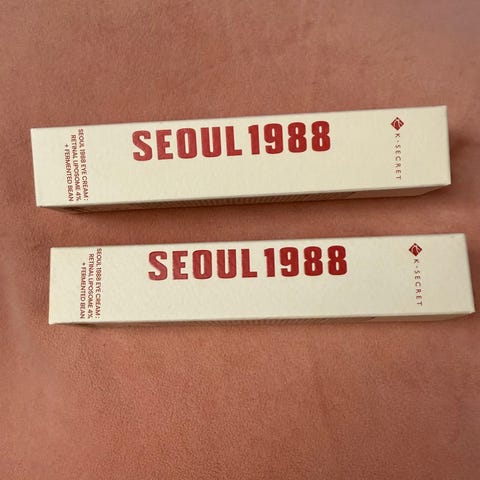 SEOUL 1988 EYE CREAM :
RETINAL LIPOSOME 4%
+ FERMENTED BEAN
SEOUL 1988
K-SECRET
SEOUL 1988 EYE CREAM :
RETINAL LIPOSOME 4%
+ FERMENTED BEAN
SEOUL 1988
K-SECRET